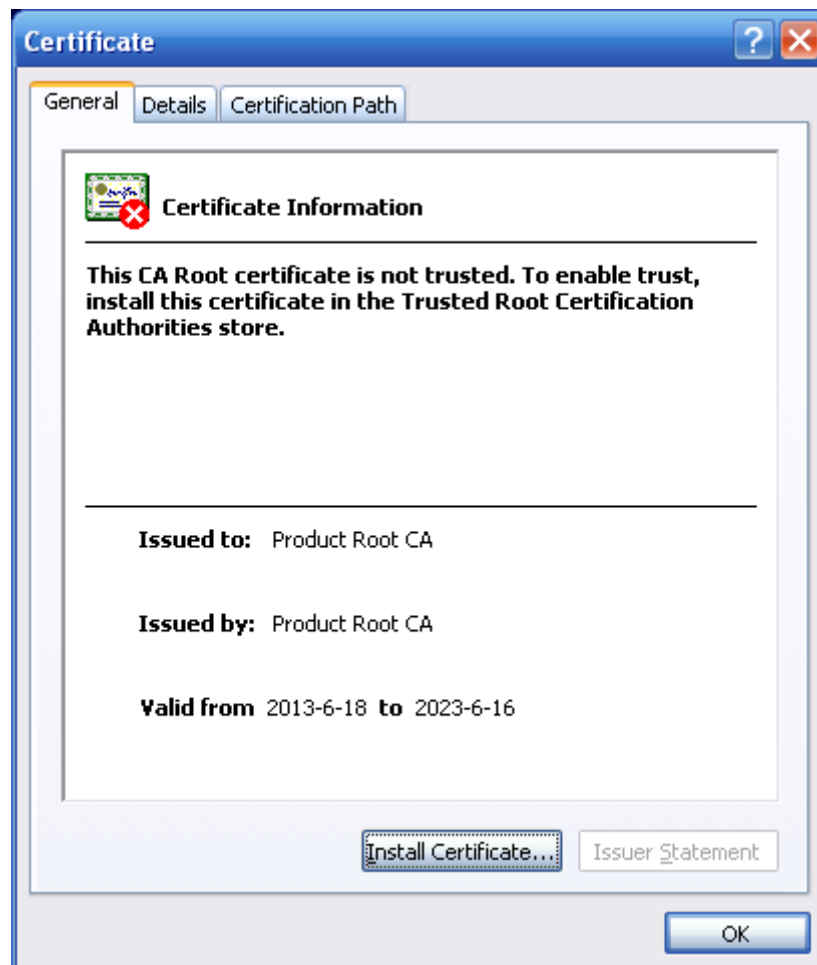 Certificate
General Details Certification Path
Certificate Information
This CA Root certificate is not trusted. To enable trust,
install this certificate in the Trusted Root Certification
Authorities store.
Issued to: Product Root CA
Issued by: Product Root CA
Valid from 2013-6-18 to 2023-6-16
Install Certificate... Issuer Statement
OK